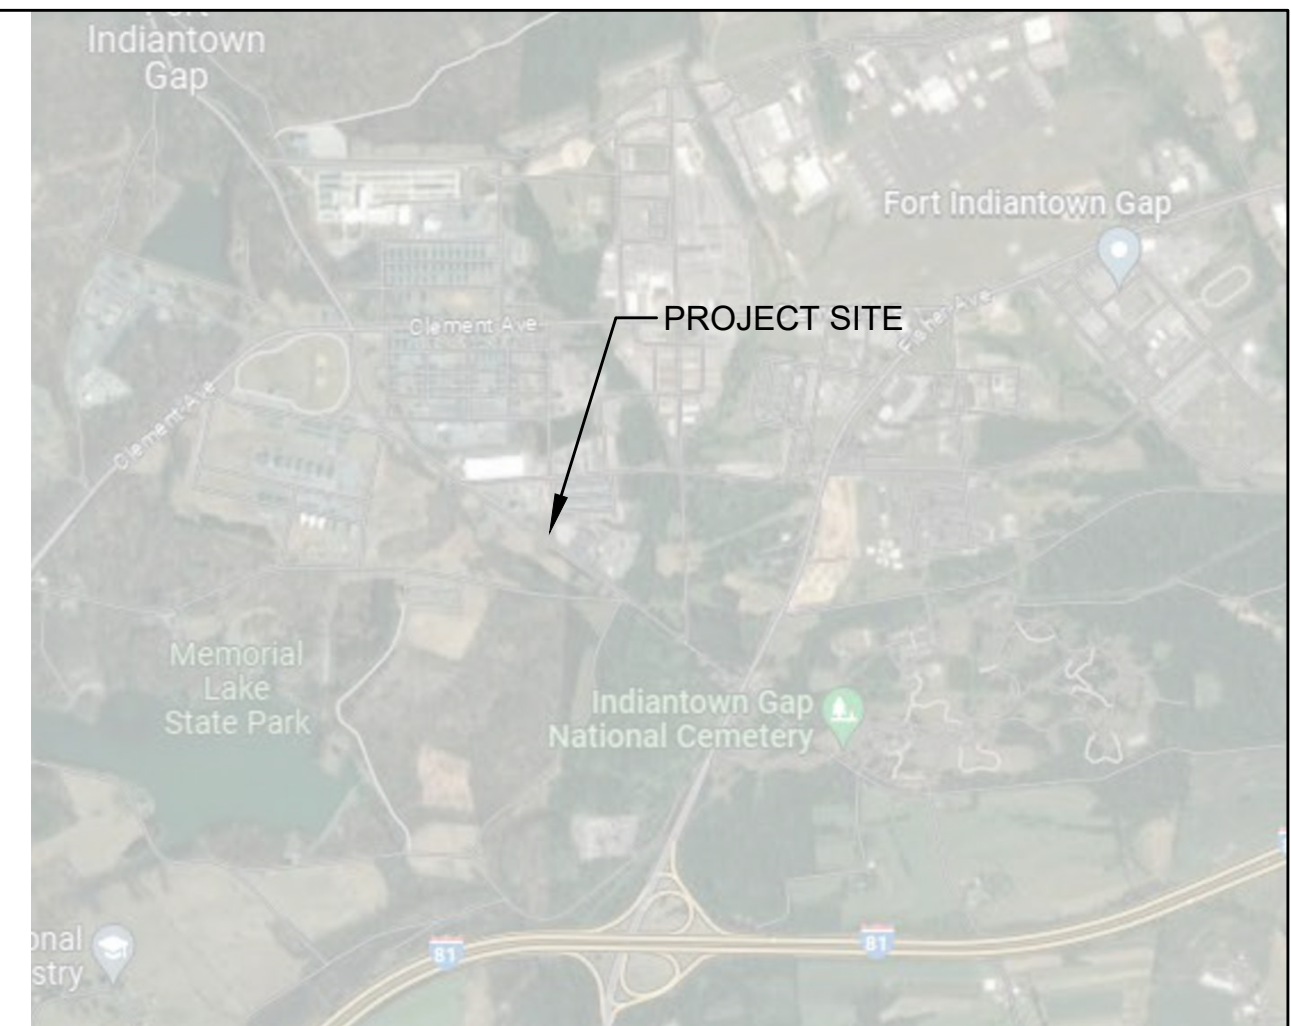 Fort
Indiantown
Gap
Fort Indiantown Gap
PROJECT SITE
Clement Ave
Fisher Ave
Clement Ave
Memorial
Lake
State Park
Indiantown Gap
National Cemetery
onal
stry
81
81